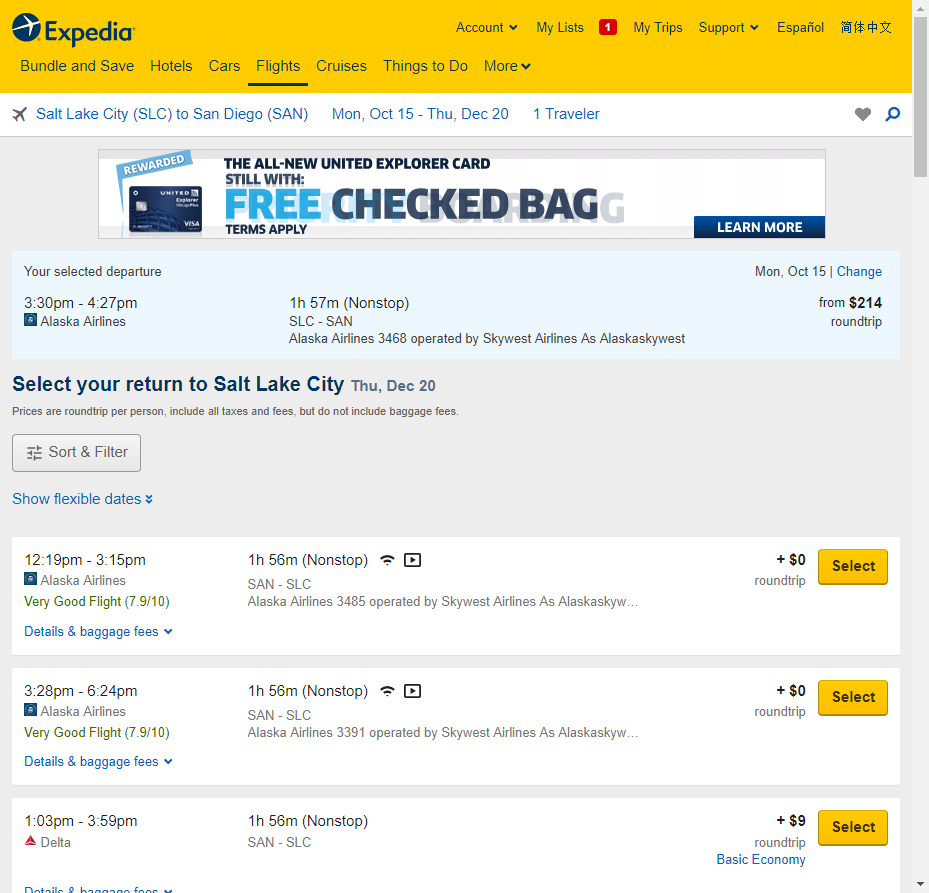 Expedia
Account
My Lists
1
My Trips
Support
Español
简体中文
Bundle and Save
Hotels
Cars
Flights
Cruises
Things to Do
More
Salt Lake City (SLC) to San Diego (SAN)
Mon, Oct 15 - Thu, Dec 20
1 Traveler
REWARDED
UNITED
Explorer
VISA
THE ALL-NEW UNITED EXPLORER CARD
STILL WITH:
FREE CHECKED BAG
TERMS APPLY
LEARN MORE
Your selected departure
Mon, Oct 15 | Change
3:30pm - 4:27pm
1h 57m (Nonstop)
from $214
Alaska Airlines
SLC - SAN
roundtrip
Alaska Airlines 3468 operated by Skywest Airlines As Alaskaskywest
Select your return to Salt Lake City Thu, Dec 20
Prices are roundtrip per person, include all taxes and fees, but do not include baggage fees.
Sort & Filter
Show flexible dates
12:19pm - 3:15pm
1h 56m (Nonstop)
+ $0
Select
Alaska Airlines
SAN - SLC
roundtrip
Very Good Flight (7.9/10)
Alaska Airlines 3485 operated by Skywest Airlines As Alaskaskyw…
Details & baggage fees
3:28pm - 6:24pm
1h 56m (Nonstop)
+ $0
Select
Alaska Airlines
SAN - SLC
roundtrip
Very Good Flight (7.9/10)
Alaska Airlines 3391 operated by Skywest Airlines As Alaskaskyw…
Details & baggage fees
1:03pm - 3:59pm
1h 56m (Nonstop)
+ $9
Select
Delta
SAN - SLC
roundtrip
Basic Economy
Details & baggage fees